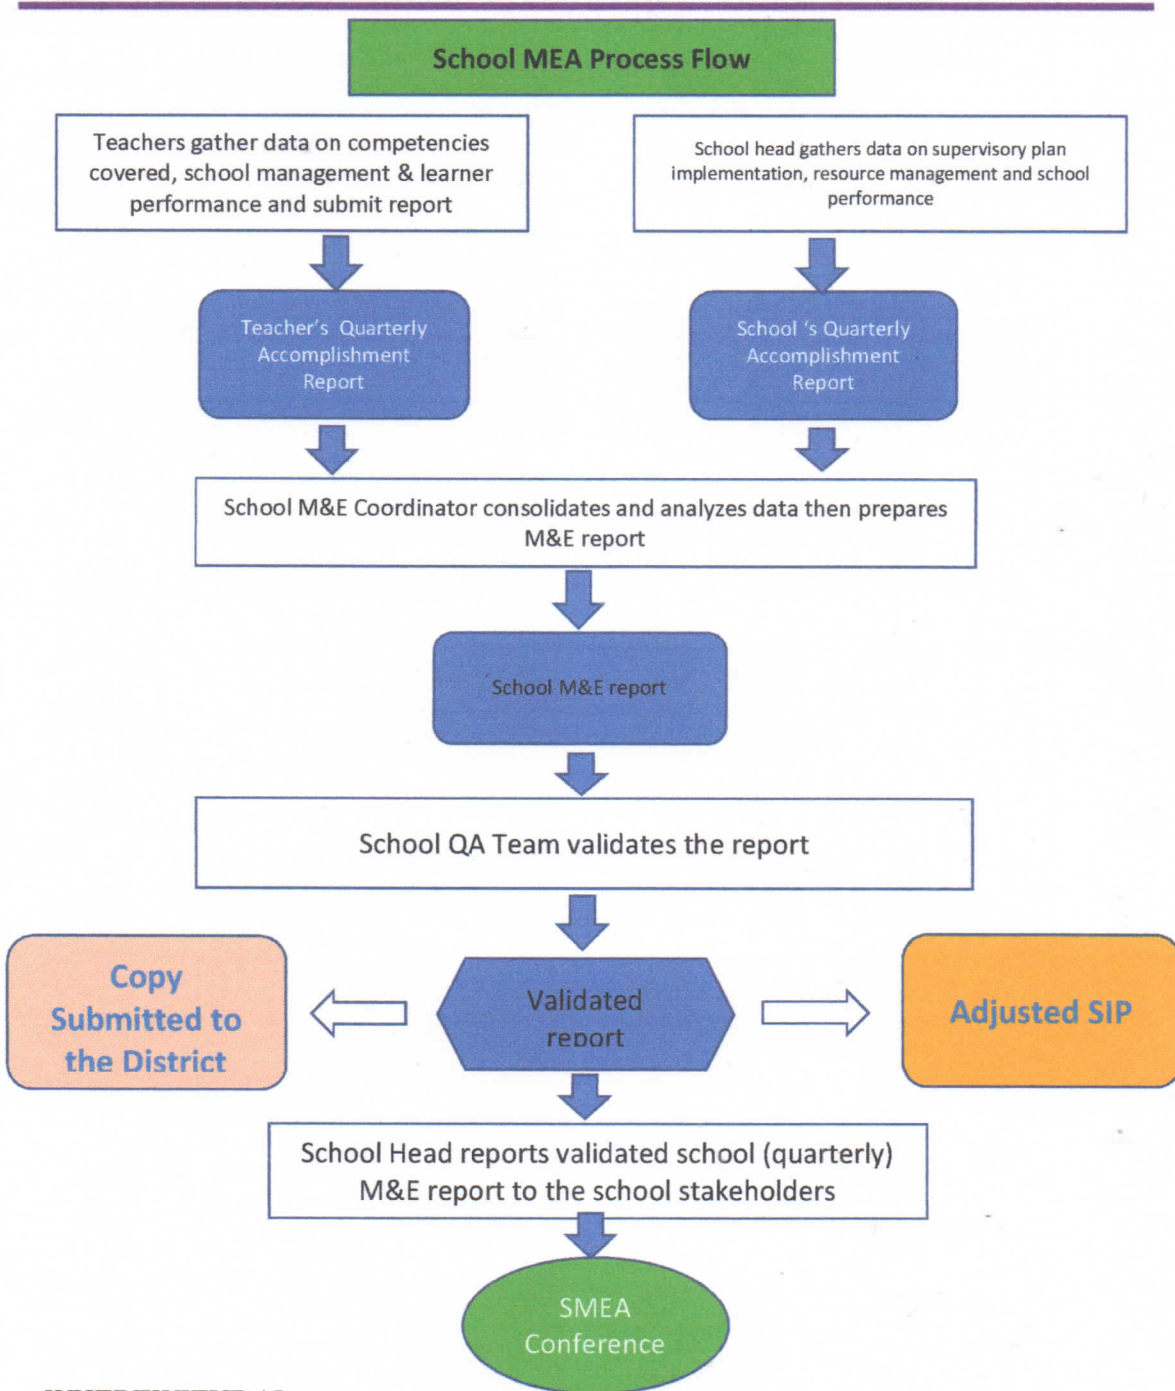 School MEA Process Flow
Teachers gather data on competencies
covered, school management & learner
performance and submit report
School head gathers data on supervisory plan
implementation, resource management and school
performance
Teacher's Quarterly
Accomplishment
Report
School 's Quarterly
Accomplishment
Report
School M&E Coordinator consolidates and analyzes data then prepares
M&E report
School M&E report
School QA Team validates the report
Copy
Submitted to
the District
Validated
report
Adjusted SIP
School Head reports validated school (quarterly)
M&E report to the school stakeholders
SMEA
Conference